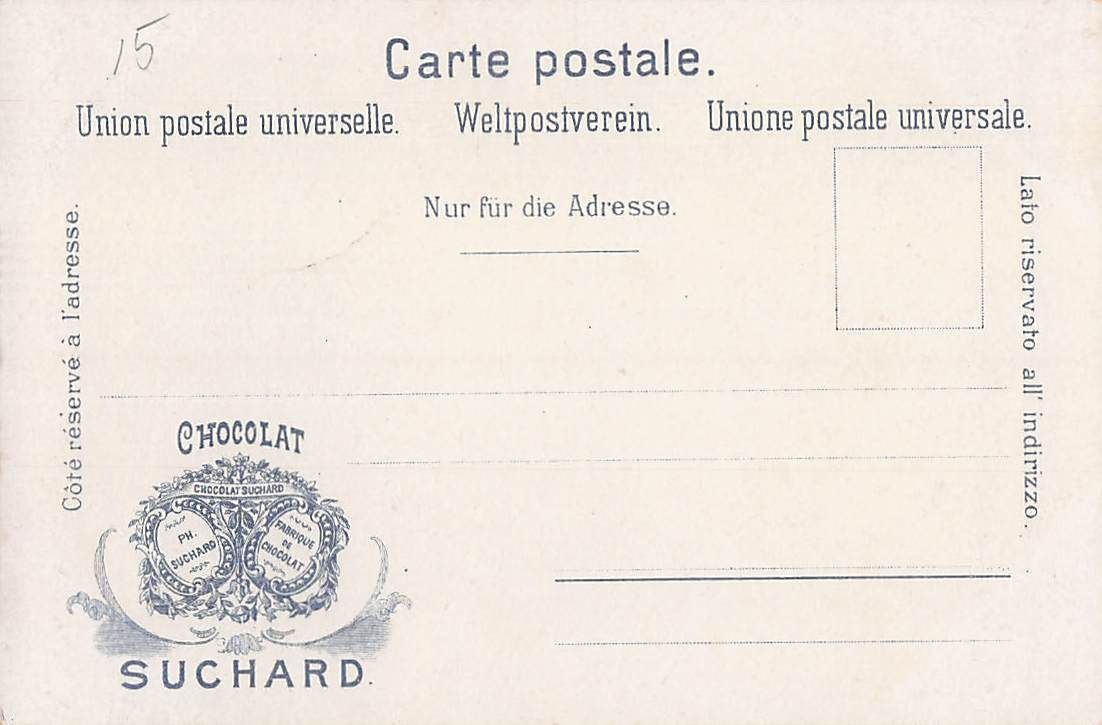 15
Carte postale.
Union postale universelle. Weltpostverein. Unione postale universale.
Nur für die Adresse.
Côté réservé à l'adresse.
Lato riservato all' indirizzo.
CHOCOLAT
CHOCOLAT SUCHARD
PH.
SUCHARD
FABRIQUE
DE
CHOCOLAT
SUCHARD.